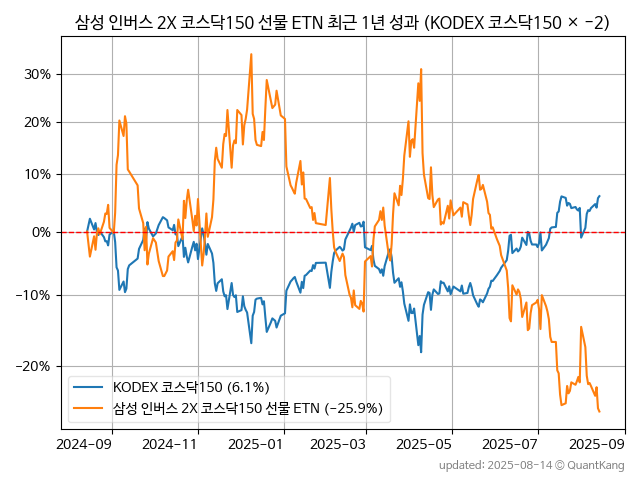 삼성 인버스 2X 코스닥150 선물 ETN 최근 1년 성과 (KODEX 코스닥150 × -2)
30%
20%
10%
0%
-10%
-20%
KODEX 코스닥150 (6.1%)
삼성 인버스 2X 코스닥150 선물 ETN (-25.9%)
2024-09 2024-11 2025-01 2025-03 2025-05 2025-07 2025-09
updated: 2025-08-14 © QuantKang